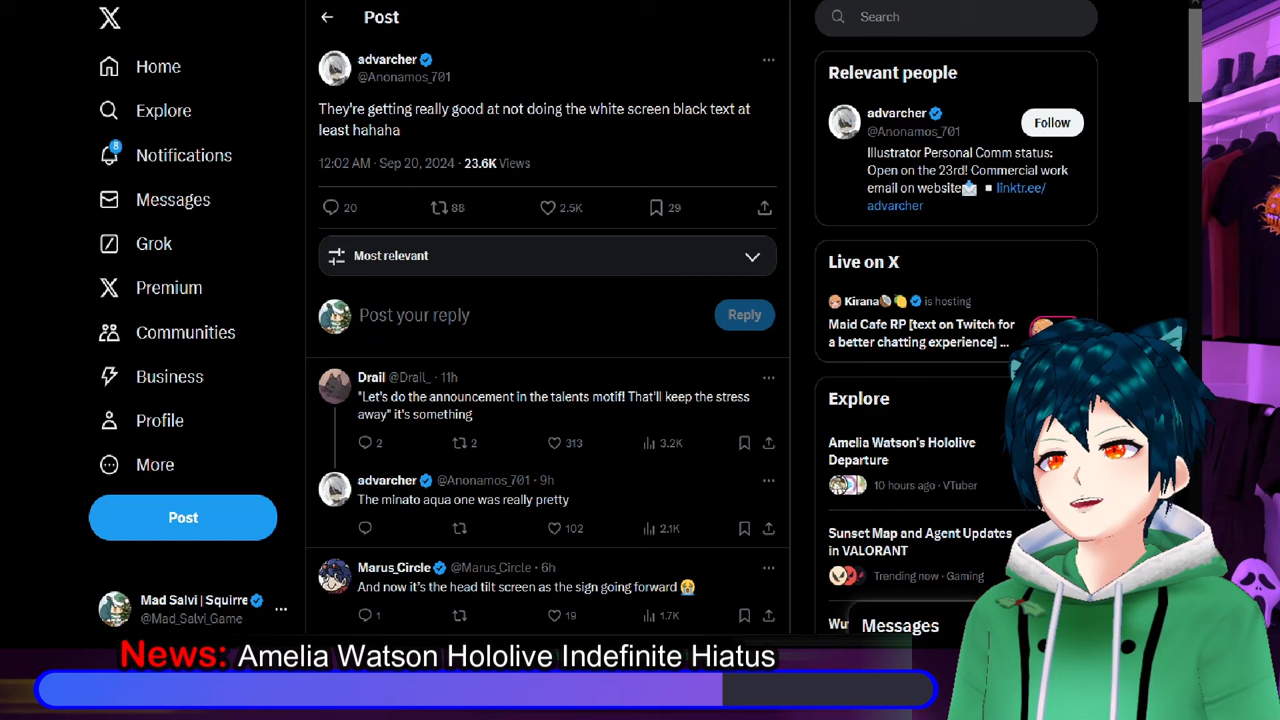 Home
Explore
8
Notifications
Messages
Grok
Premium
Communities
Business
Profile
More
Post
Mad Salvi | Squirre
@Mad_Salvi_Game
Post
advarcher
@Anonamos_701
They're getting really good at not doing the white screen black text at
least hahaha
12:02 AM · Sep 20, 2024 · 23.6K Views
20 88 2.5K 29
Most relevant
Post your reply
Reply
Drail @Drail_ · 11h
"Let's do the announcement in the talents motif! That'll keep the stress
away" it's something
2 2 313 3.2K
advarcher @Anonamos_701 · 9h
The minato aqua one was really pretty
102 2.1K
Marus_Circle @Marus_Circle · 6h
And now it's the head tilt screen as the sign going forward 😭
1 19 1.7K
Search
Relevant people
advarcher
@Anonamos_701
Follow
Illustrator Personal Comm status:
Open on the 23rd! Commercial work
email on website📩 ▪ linktr.ee/
advarcher
Live on X
Kirana is hosting
Maid Cafe RP [text on Twitch for
a better chatting experience] ...
Explore
Amelia Watson's Hololive
Departure
10 hours ago · VTuber
Sunset Map and Agent Updates
in VALORANT
Trending now · Gaming
Messages
News: Amelia Watson Hololive Indefinite Hiatus